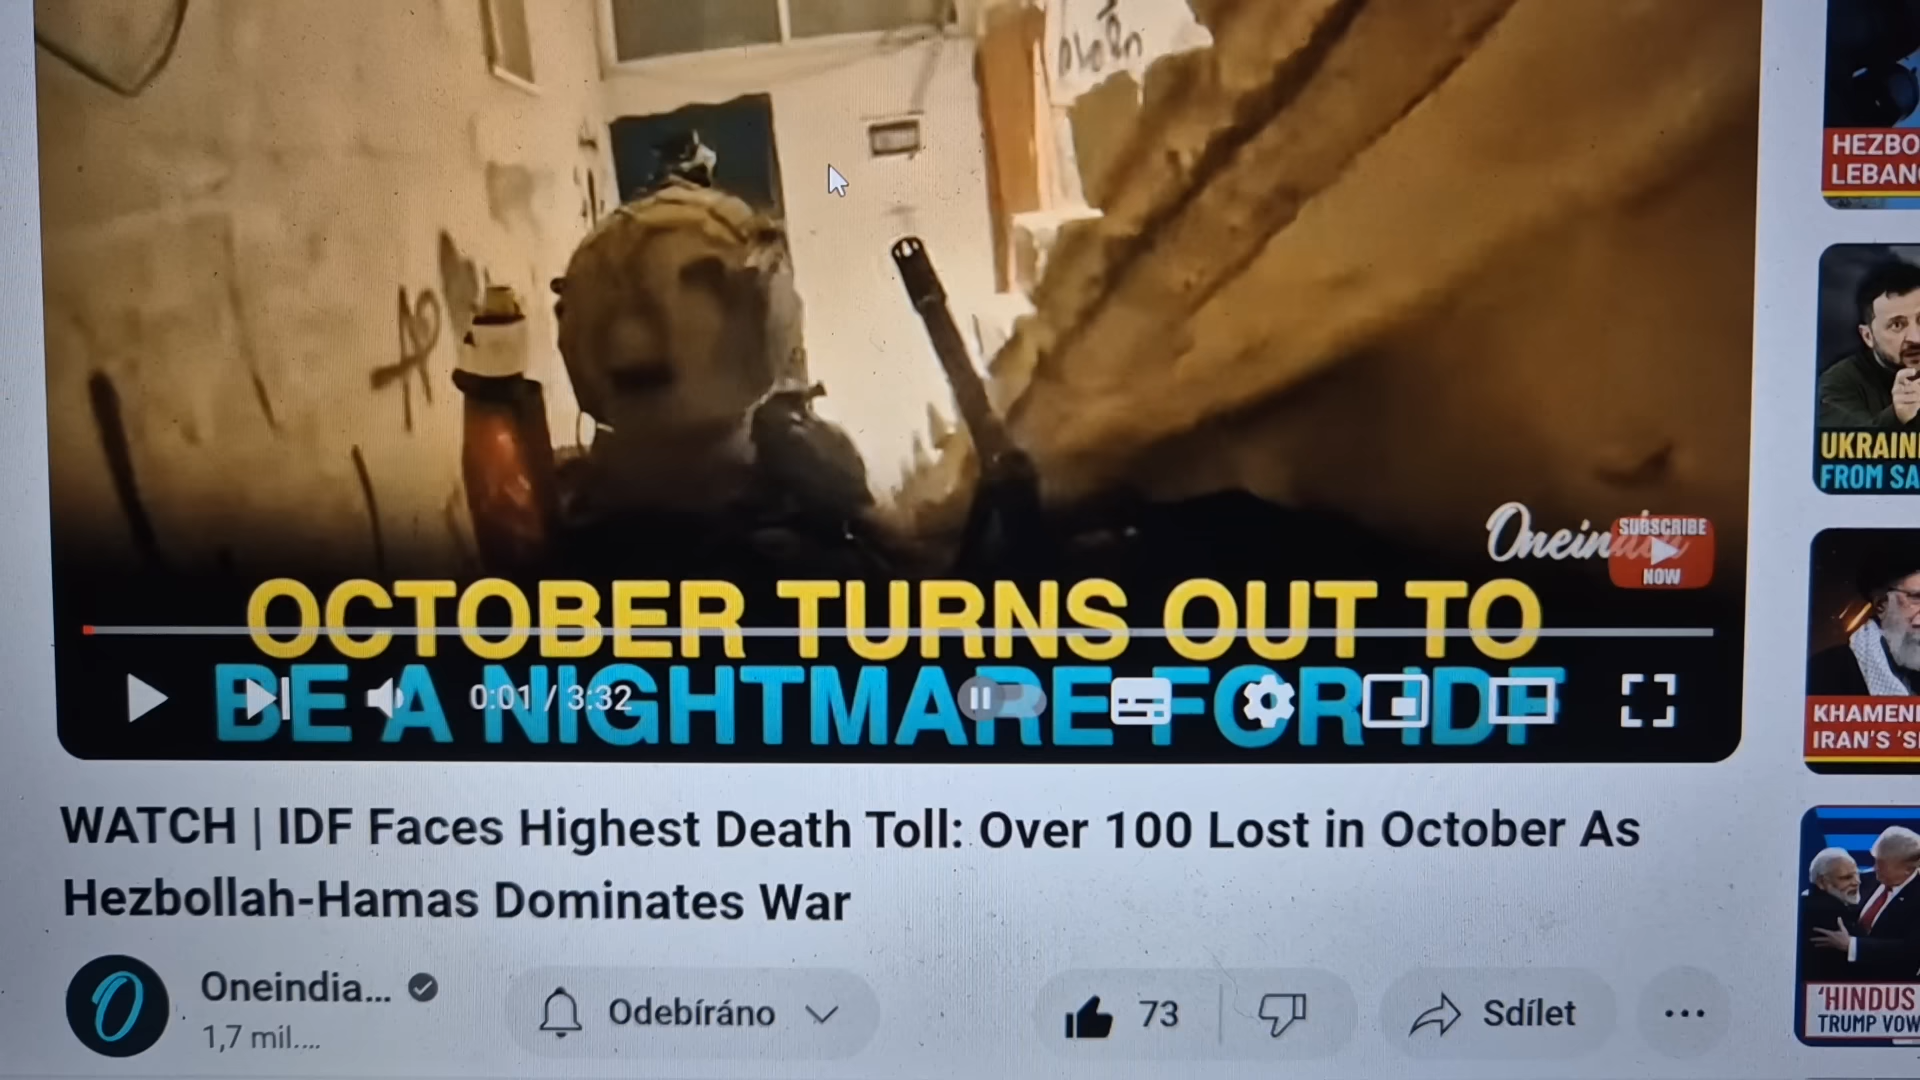 HEZBO
LEBAN
UKRAIN
FROM SA
Onein
SUBSCRIBE
NOW
OCTOBER TURNS OUT TO
BE A NIGHTMARE FOR IDF
0:01 / 3:32
KHAMEN
IRAN'S 'S
WATCH | IDF Faces Highest Death Toll: Over 100 Lost in October As
Hezbollah-Hamas Dominates War
Oneindia...
1,7 mil....
Odebíráno
73
Sdílet
'HINDUS
TRUMP VOW